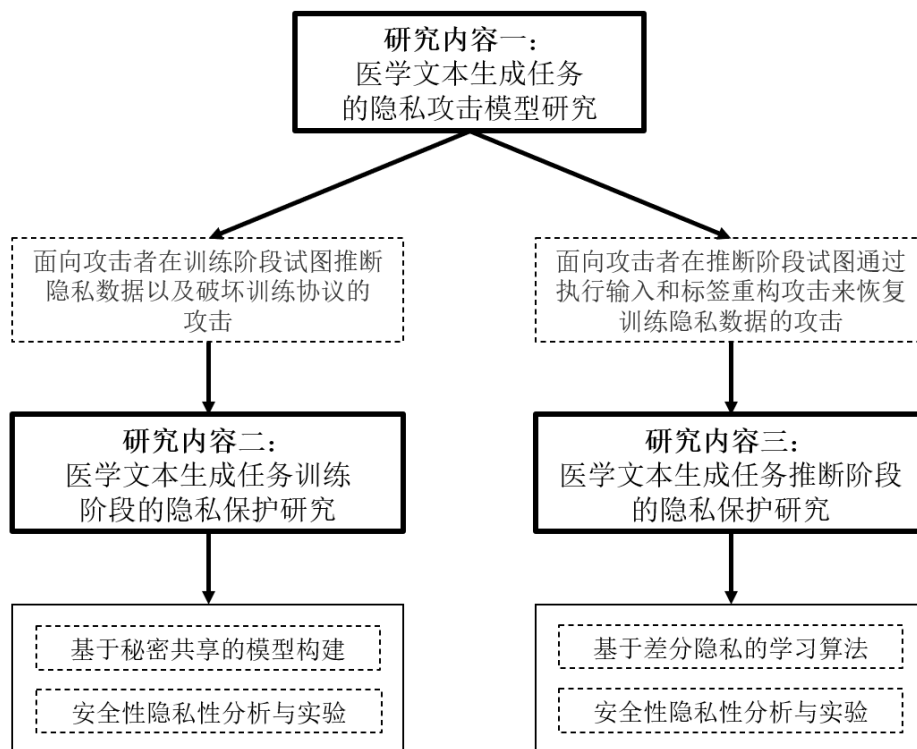 研究内容一：
医学文本生成任务
的隐私攻击模型研究
面向攻击者在训练阶段试图推断
隐私数据以及破坏训练协议的
攻击
面向攻击者在推断阶段试图通过
执行输入和标签重构攻击来恢复
训练隐私数据的攻击
研究内容二：
医学文本生成任务训练
阶段的隐私保护研究
研究内容三：
医学文本生成任务推断阶段
的隐私保护研究
基于秘密共享的模型构建
安全性隐私性分析与实验
基于差分隐私的学习算法
安全性隐私性分析与实验